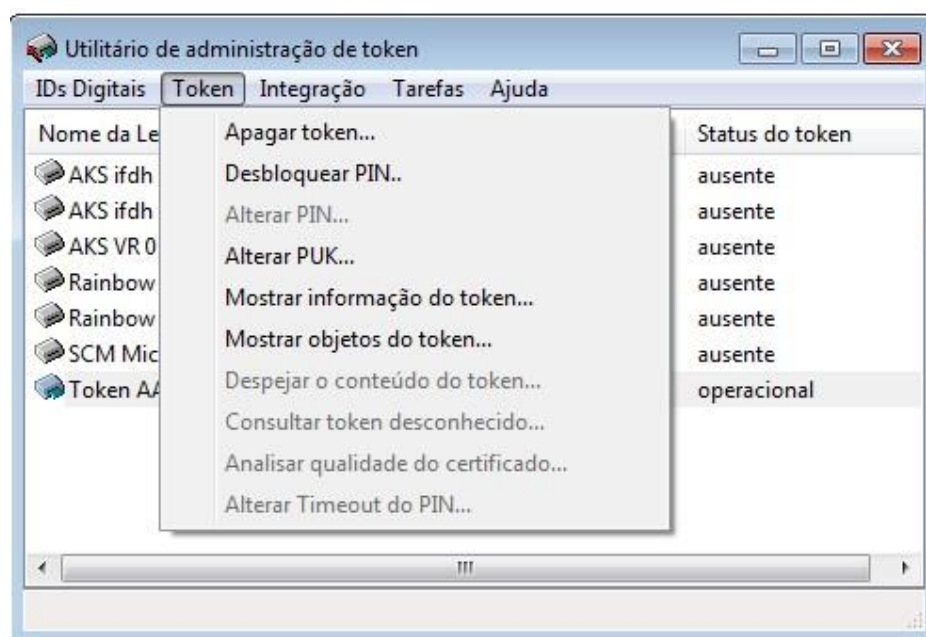 Utilitário de administração de token
IDs Digitais Token Integração Tarefas Ajuda
Nome da Le Status do token
Apagar token...
Desbloquear PIN..
Alterar PIN...
Alterar PUK...
Mostrar informação do token...
Mostrar objetos do token...
Despejar o conteúdo do token...
Consultar token desconhecido...
Analisar qualidade do certificado...
Alterar Timeout do PIN...
AKS ifdh ausente
AKS ifdh ausente
AKS VR 0 ausente
Rainbow ausente
Rainbow ausente
SCM Mic ausente
Token AA operacional